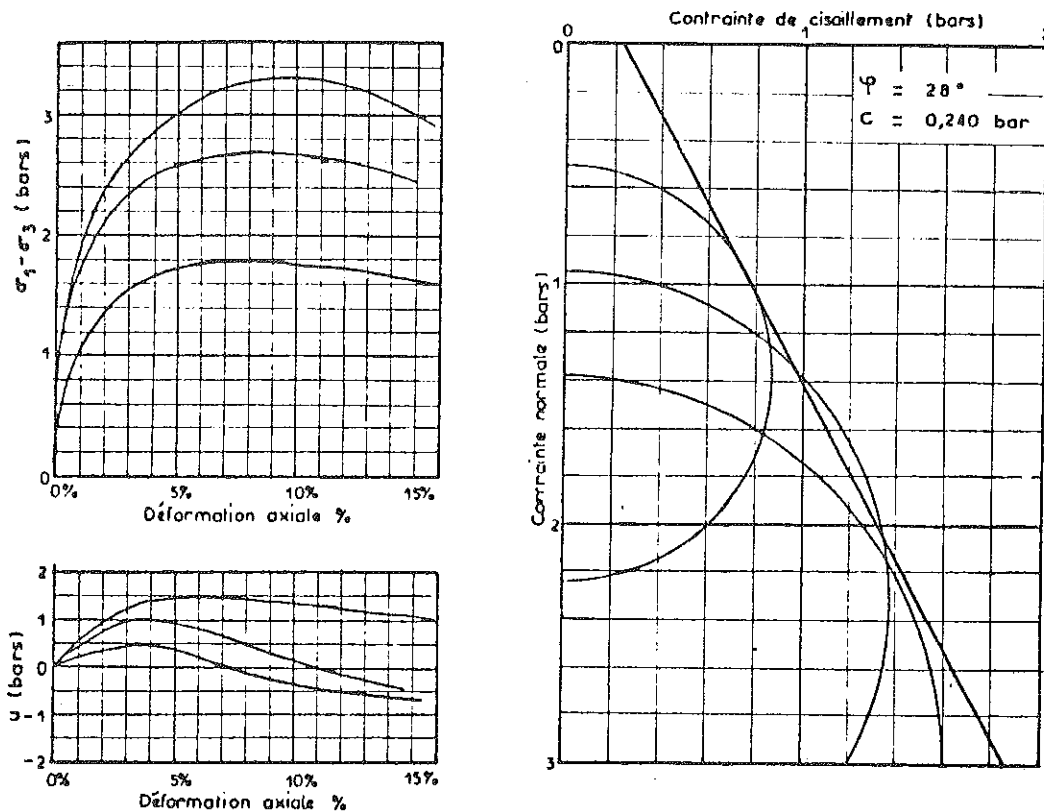 σ1-σ3 (bars)
3
2
1
0
0%
5%
10%
15%
Déformation axiale %
U (bars)
2
1
0
-1
-2
0%
5%
10%
15%
Déformation axiale %
Contrainte de cisaillement (bars)
0
1
Contrainte normale (bars)
0
1
2
3
φ = 28°
C = 0,240 bar